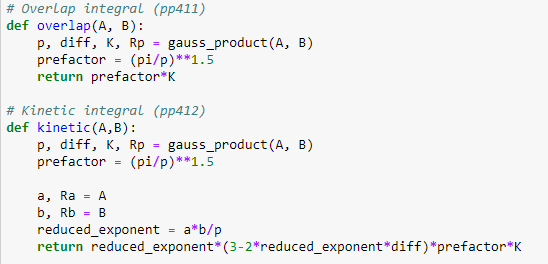 # Overlap integral (pp411)
def overlap(A, B):
    p, diff, K, Rp = gauss_product(A, B)
    prefactor = (pi/p)**1.5
    return prefactor*K

# Kinetic integral (pp412)
def kinetic(A,B):
    p, diff, K, Rp = gauss_product(A, B)
    prefactor = (pi/p)**1.5

    a, Ra = A
    b, Rb = B
    reduced_exponent = a*b/p
    return reduced_exponent*(3-2*reduced_exponent*diff)*prefactor*K